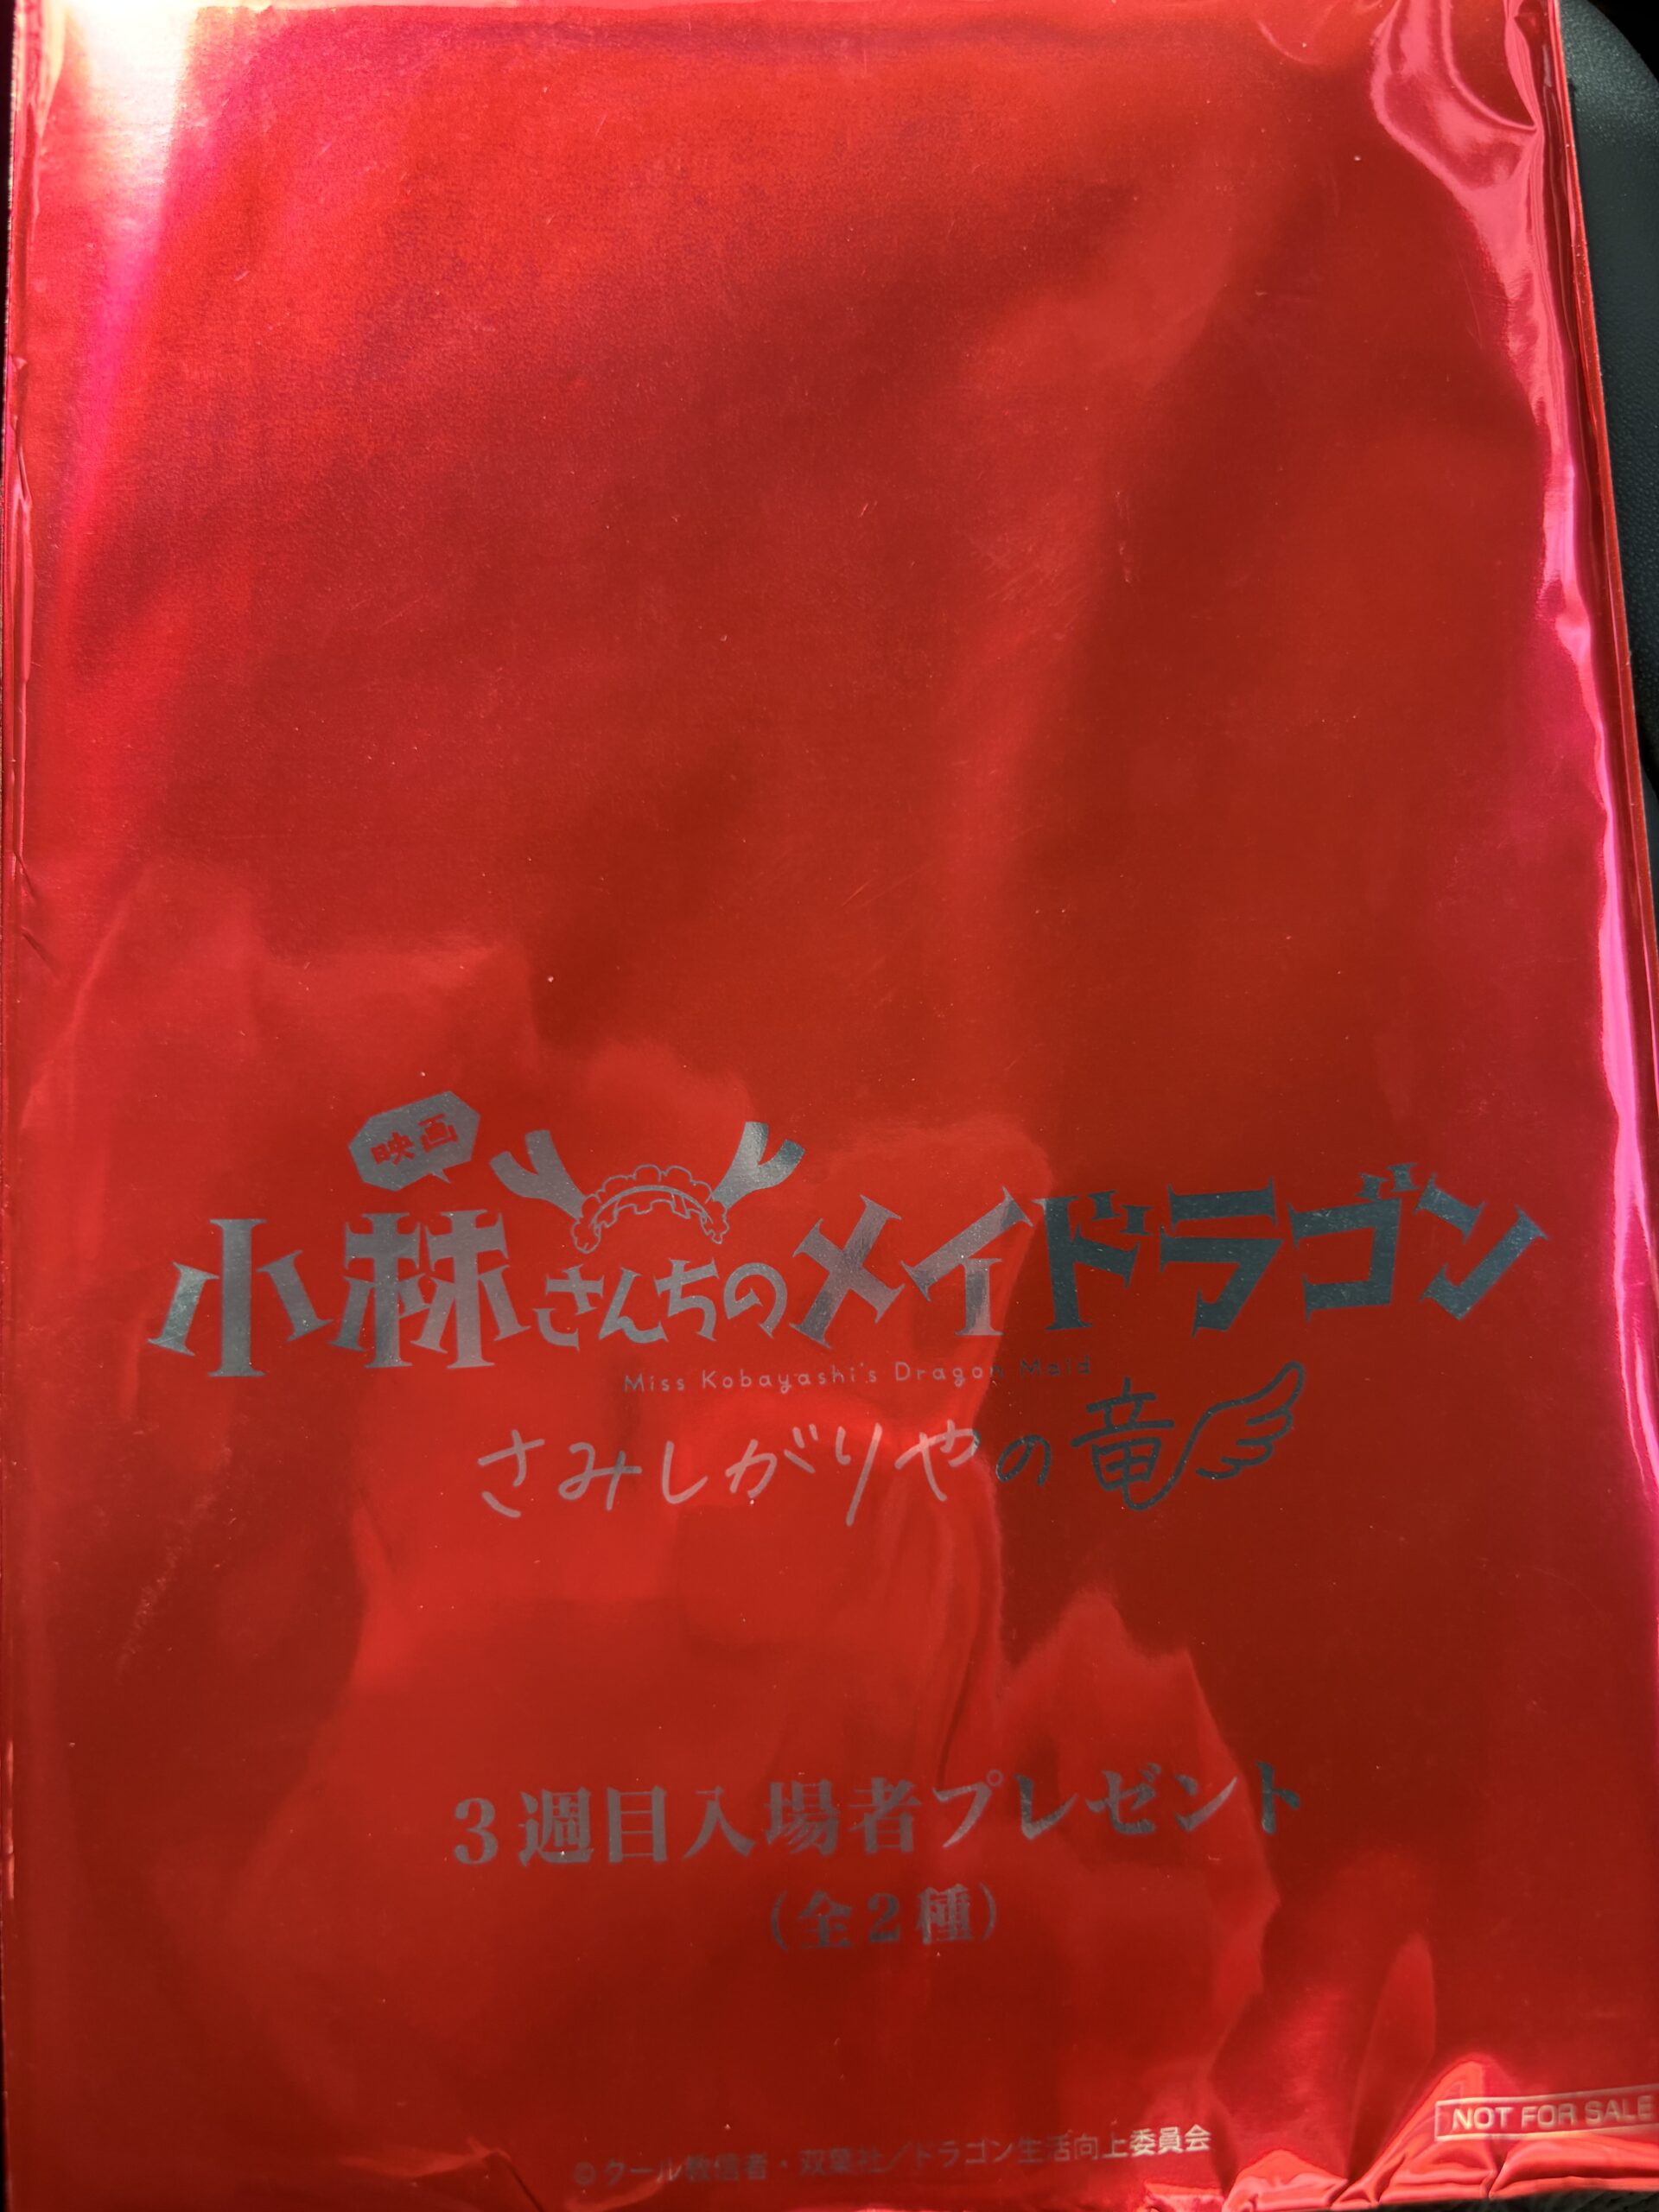 映画
小林さんちのメイドラゴン
Miss Kobayashi's Dragon Maid
さみしがりやの竜
3週目入場者プレゼント
(全2種)
NOT FOR SALE
©クール教信者・双葉社／ドラゴン生活向上委員会